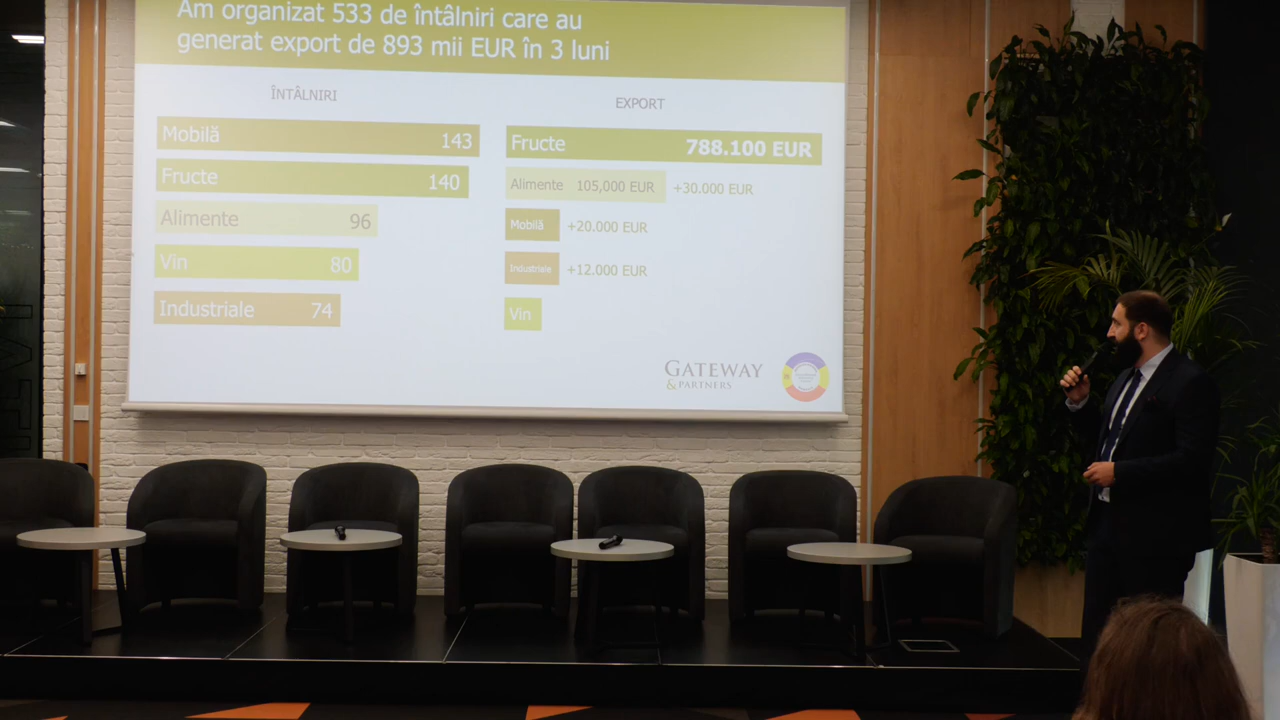 Am organizat 533 de întâlniri care au
generat export de 893 mii EUR în 3 luni
ÎNTÂLNIRI
Mobilă 143
Fructe 140
Alimente 96
Vin 80
Industriale 74
EXPORT
Fructe 788.100 EUR
Alimente 105,000 EUR +30.000 EUR
Mobilă +20.000 EUR
Industriale +12.000 EUR
Vin
GATEWAY
& PARTNERS